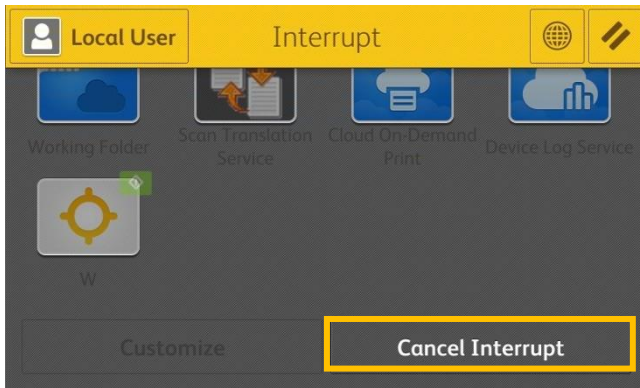 Local User
Interrupt
Working Folder
Scan Translation
Service
Cloud On-Demand
Print
Device Log Service
W
Customize
Cancel Interrupt